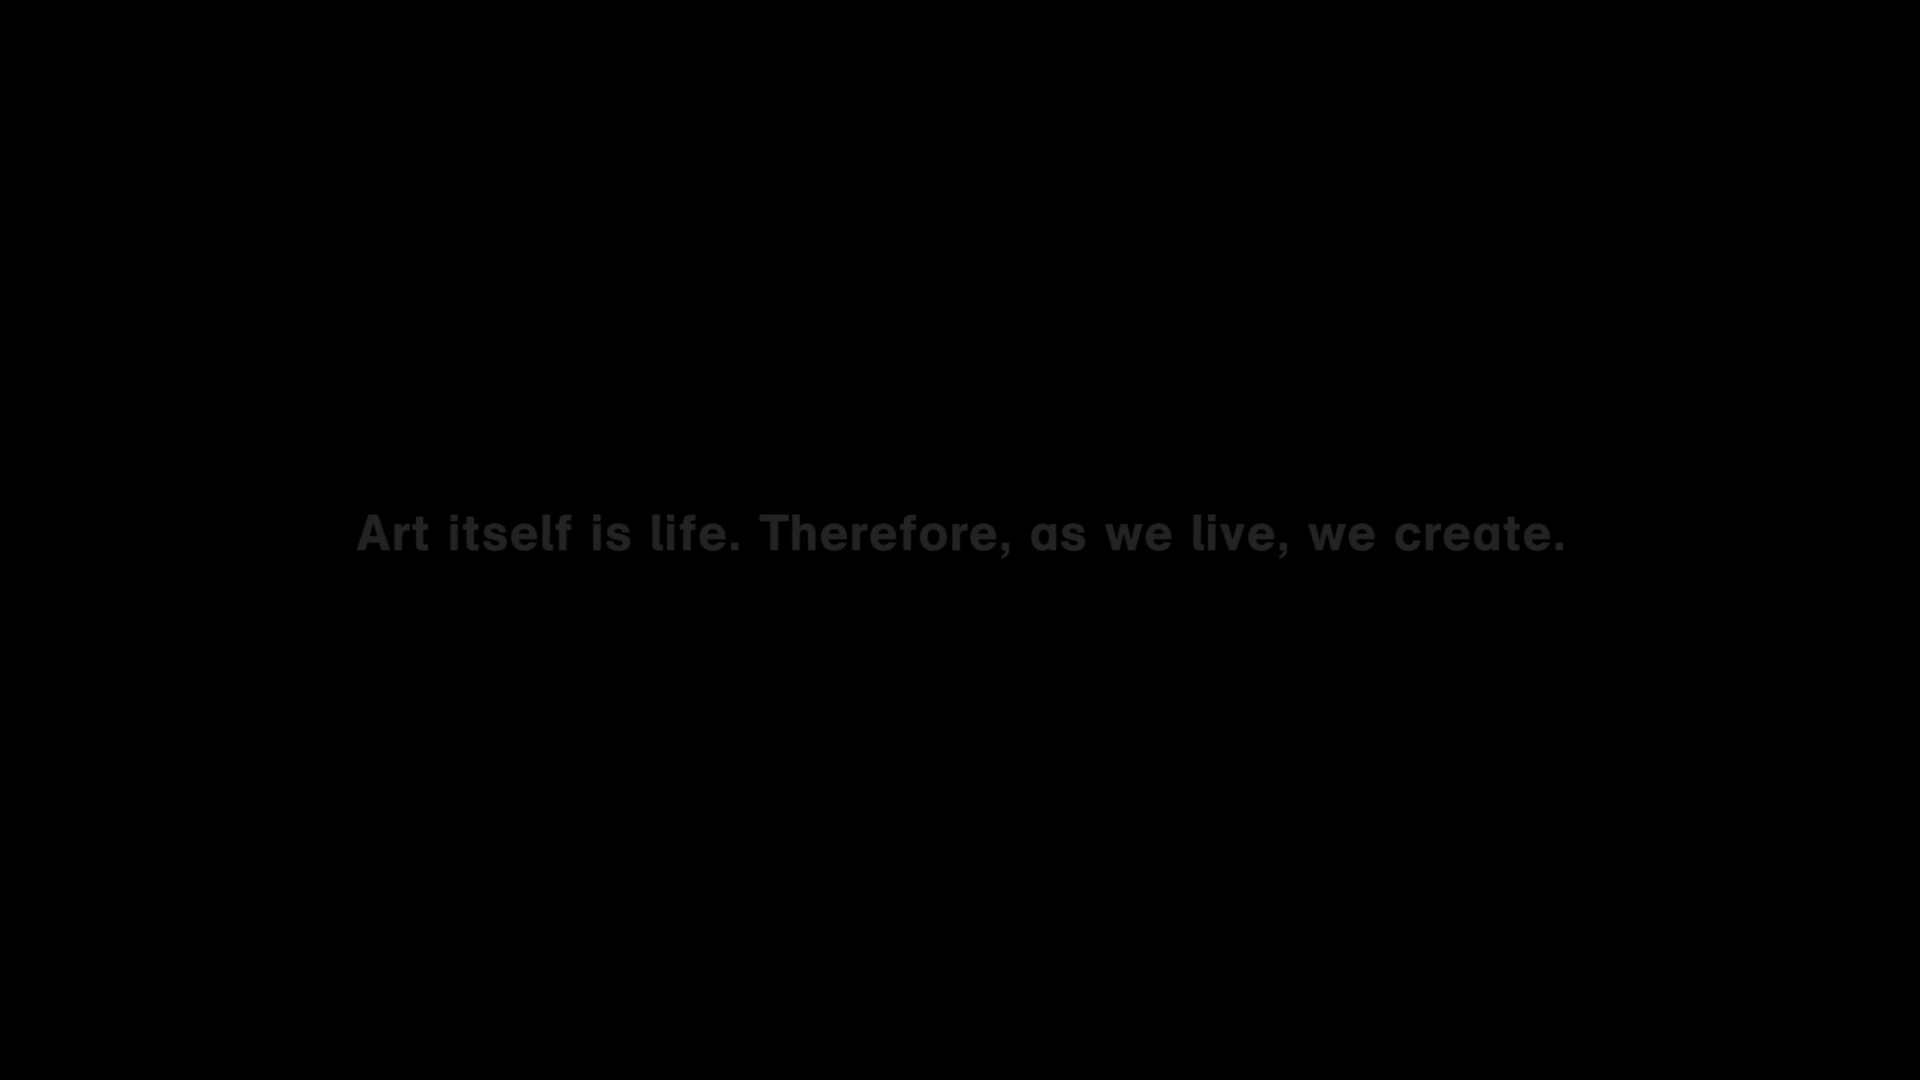 Art itself is life. Therefore, as we live, we create.